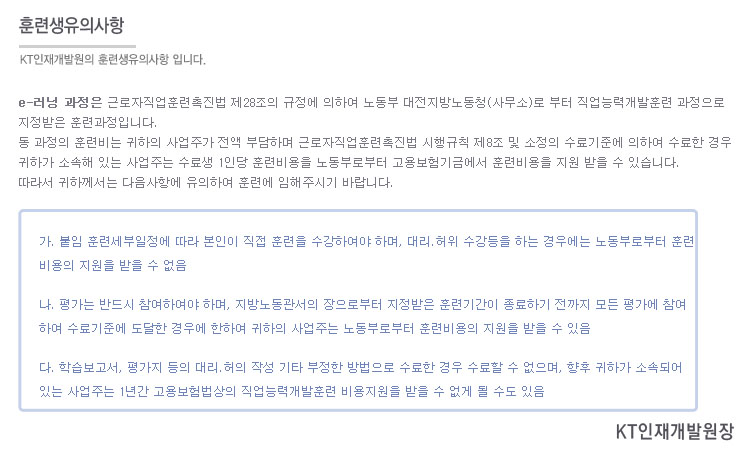 훈련생유의사항
KT인재개발원의 훈련생유의사항 입니다.
e-러닝 과정은 근로자직업훈련촉진법 제28조의 규정에 의하여 노동부 대전지방노동청(사무소)로 부터 직업능력개발훈련 과정으로
지정받은 훈련과정입니다.
동 과정의 훈련비는 귀하의 사업주가 전액 부담하며 근로자직업훈련촉진법 시행규칙 제8조 및 소정의 수료기준에 의하여 수료한 경우
귀하가 소속해 있는 사업주는 수료생 1인당 훈련비용을 노동부로부터 고용보험기금에서 훈련비용을 지원 받을 수 있습니다.
따라서 귀하께서는 다음사항에 유의하여 훈련에 임해주시기 바랍니다.
가. 붙임 훈련세부일정에 따라 본인이 직접 훈련을 수강하여야 하며, 대리.허위 수강등을 하는 경우에는 노동부로부터 훈련
비용의 지원을 받을 수 없음
나. 평가는 반드시 참여하여야 하며, 지방노동관서의 장으로부터 지정받은 훈련기간이 종료하기 전까지 모든 평가에 참여
하여 수료기준에 도달한 경우에 한하여 귀하의 사업주는 노동부로부터 훈련비용의 지원을 받을 수 있음
다. 학습보고서, 평가지 등의 대리.허의 작성 기타 부정한 방법으로 수료한 경우 수료할 수 없으며, 향후 귀하가 소속되어
있는 사업주는 1년간 고용보험법상의 직업능력개발훈련 비용지원을 받을 수 없게 될 수도 있음
KT인재개발원장